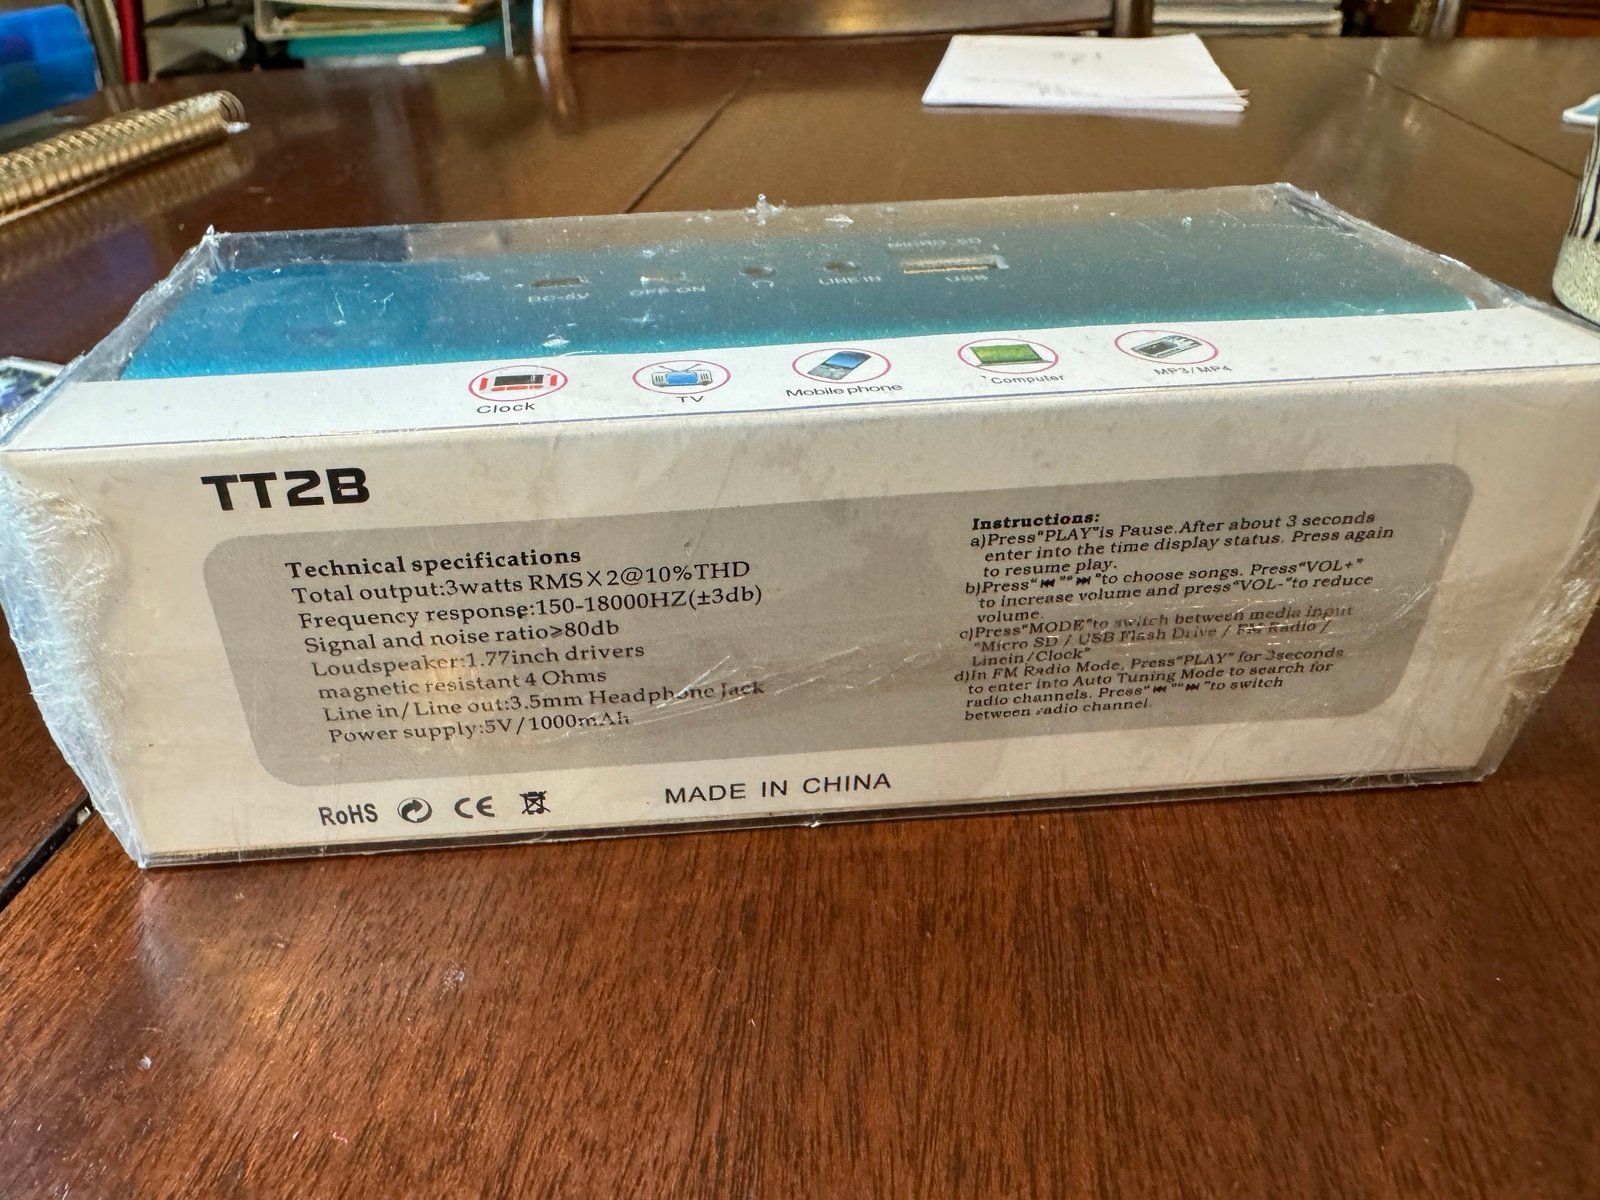 DC-5V
OFF ON
LINE IN
USB
Clock
TV
Mobile phone
Computer
MP3/MP4
TT2B
Technical specifications
Total output:3watts RMSX2@10%THD
Frequency response:150-18000HZ(±3db)
Signal and noise ratio≥80db
Loudspeaker:1.77inch drivers
magnetic resistant 4 Ohms
Line in/Line out:3.5mm Headphone Jack
Power supply:5V/1000mAh
Instructions:
a)Press"PLAY"is Pause.After about 3 seconds
enter into the time display status. Press again
to resume play.
b)Press"⏮""⏭"to choose songs. Press"VOL+"
to increase volume and press"VOL-"to reduce
volume.
c)Press"MODE"to switch between media input
"Micro SD / USB Flash Drive / FM Radio /
Linein/Clock"
d)In FM Radio Mode, Press"PLAY" for 3seconds
to enter into Auto Tuning Mode to search for
radio channels. Press"⏮""⏭"to switch
between radio channel.
RoHS CE
MADE IN CHINA